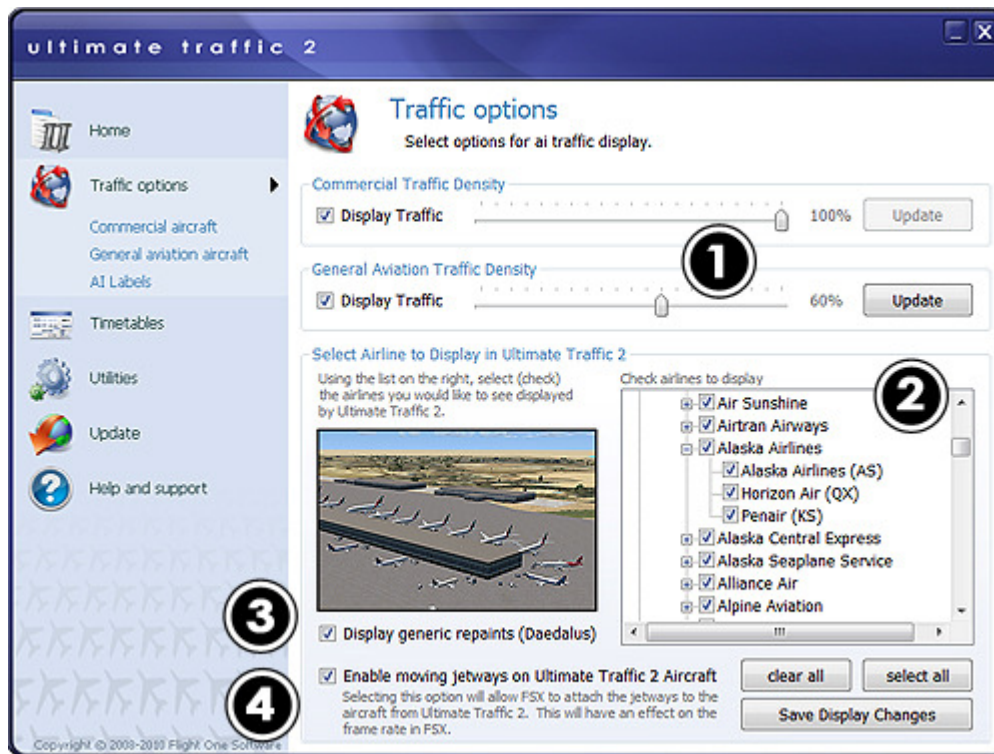 ultimate traffic 2
Home
Traffic options
Commercial aircraft
General aviation aircraft
AI Labels
Timetables
Utilities
Update
Help and support
Copyright © 2008-2010 Flight One Software
Traffic options
Select options for ai traffic display.
Commercial Traffic Density
Display Traffic
100%
Update
1
General Aviation Traffic Density
Display Traffic
60%
Update
Select Airline to Display in Ultimate Traffic 2
Using the list on the right, select (check)
the airlines you would like to see displayed
by Ultimate Traffic 2.
Check airlines to display
2
Air Sunshine
Airtran Airways
Alaska Airlines
Alaska Airlines (AS)
Horizon Air (QX)
Penair (KS)
Alaska Central Express
Alaska Seaplane Service
Alliance Air
Alpine Aviation
3
Display generic repaints (Daedalus)
4
Enable moving jetways on Ultimate Traffic 2 Aircraft
Selecting this option will allow FSX to attach the jetways to the
aircraft from Ultimate Traffic 2. This will have an effect on the
frame rate in FSX.
clear all
select all
Save Display Changes